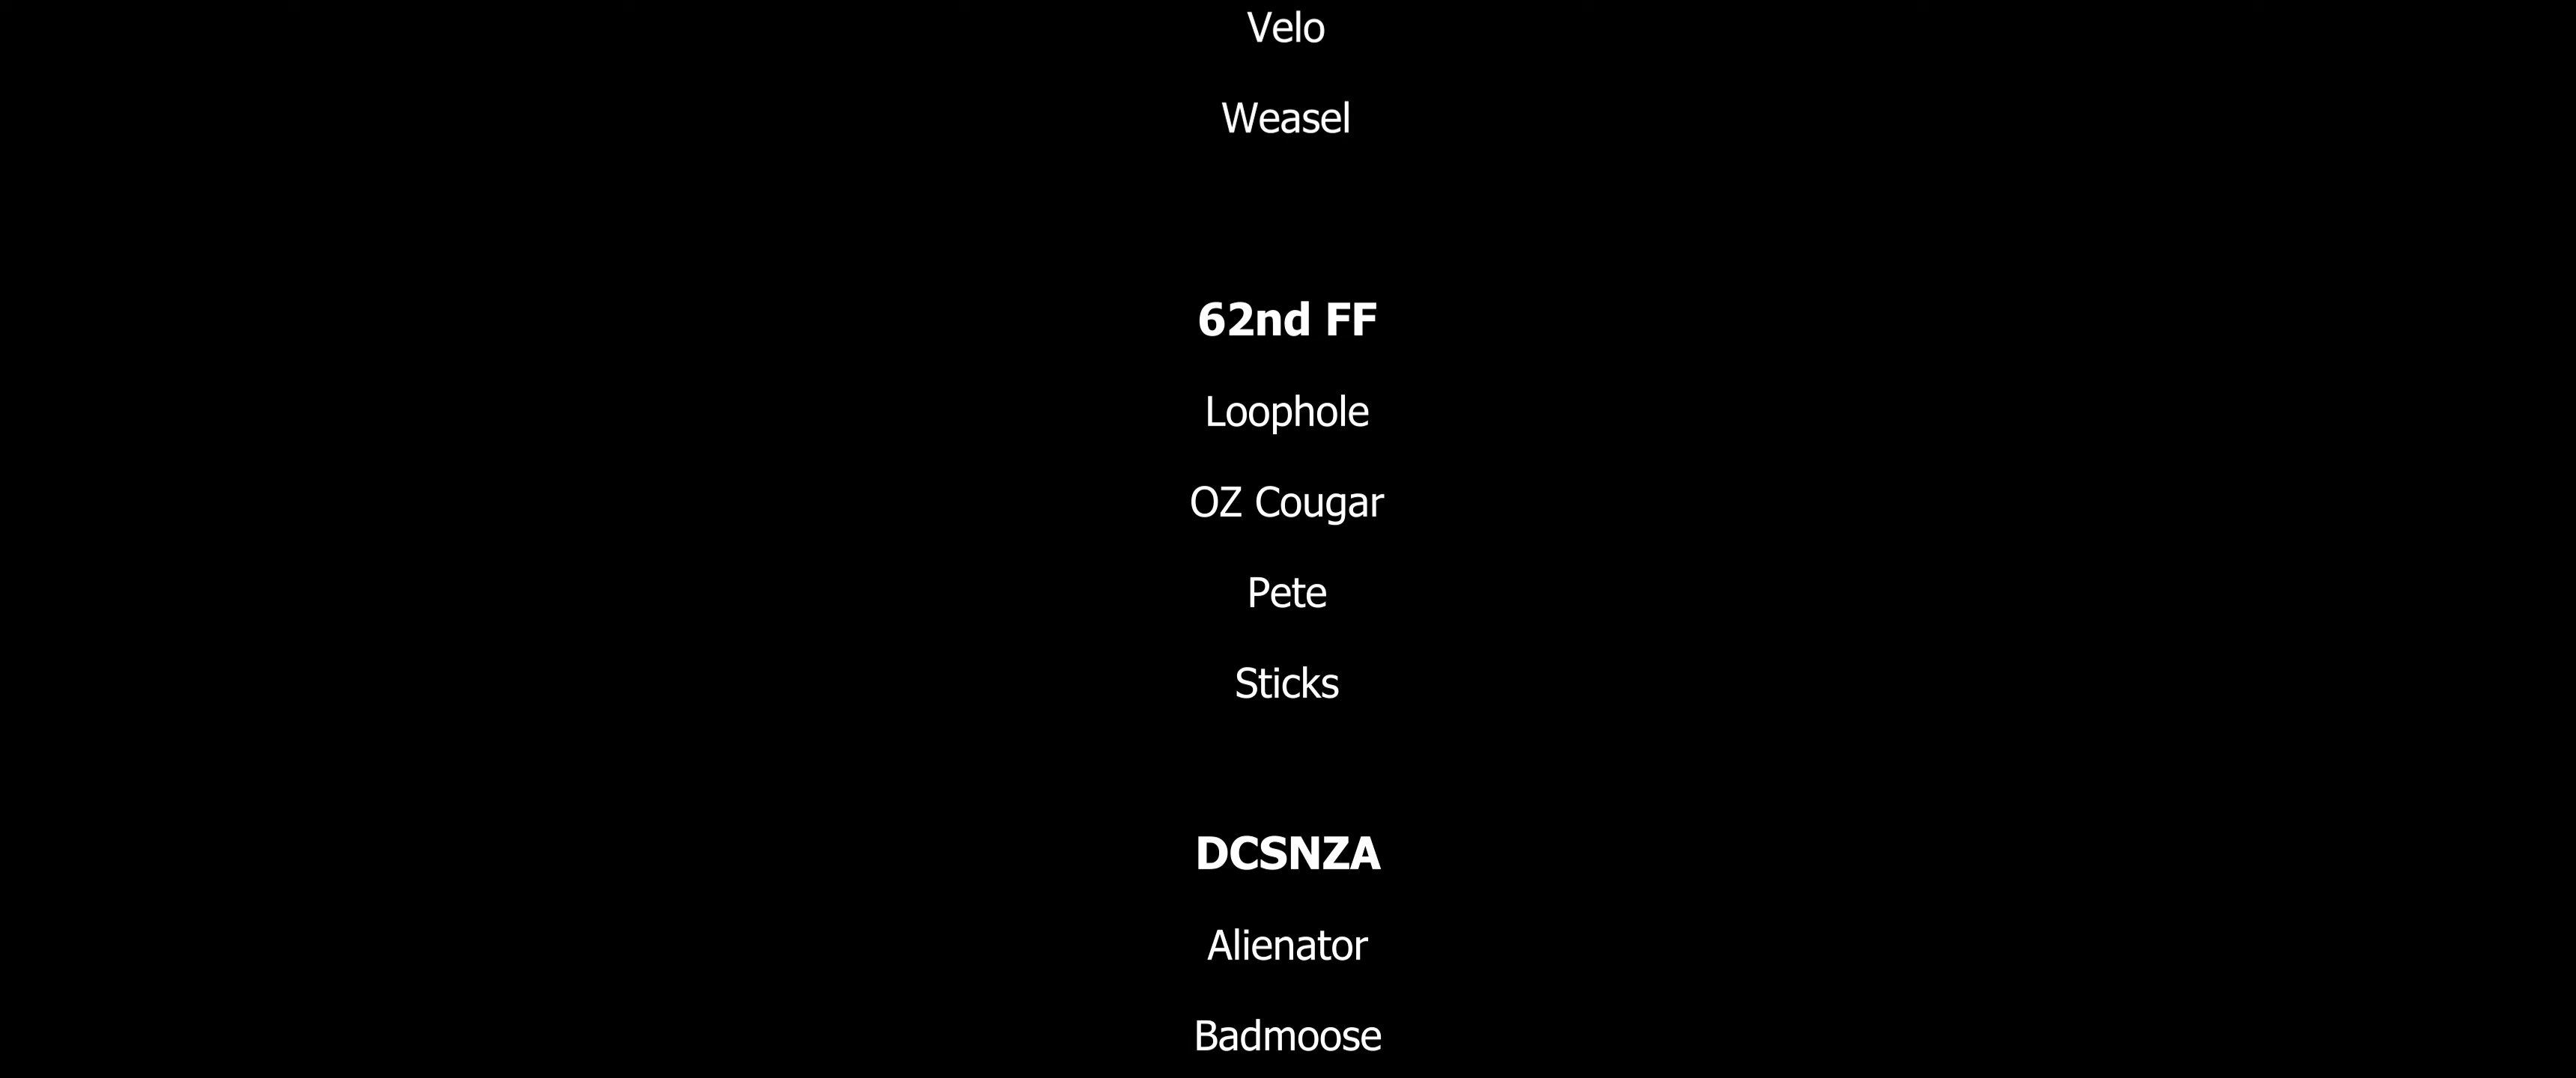 Velo
Weasel
62nd FF
Loophole
OZ Cougar
Pete
Sticks
DCSNZA
Alienator
Badmoose